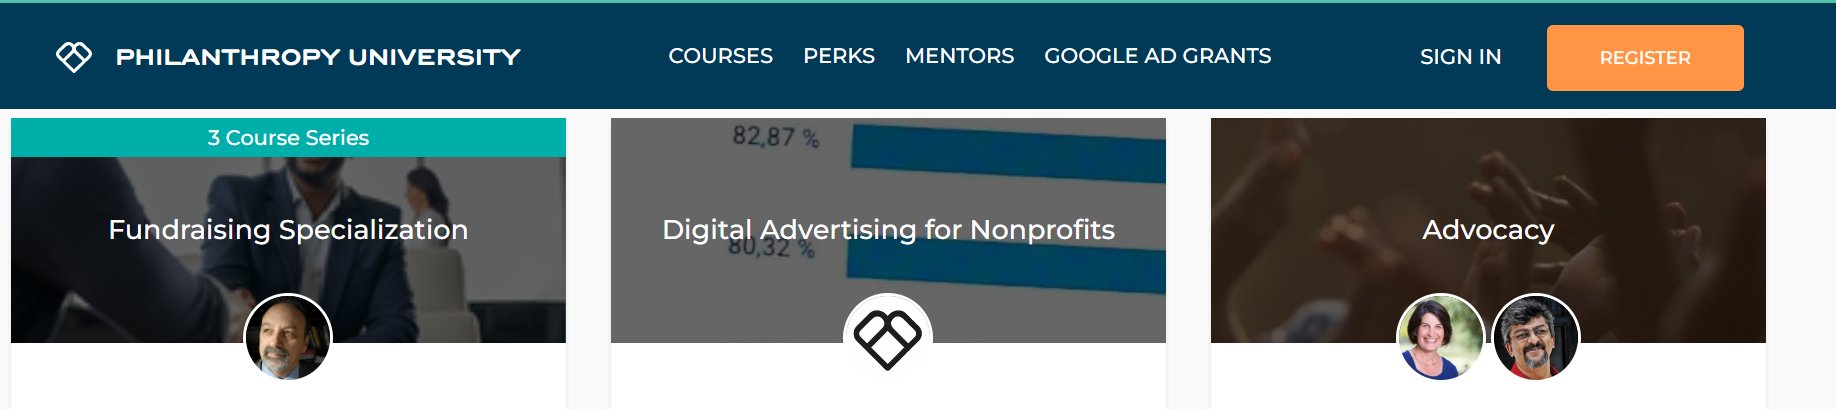 PHILANTHROPY UNIVERSITY
COURSES PERKS MENTORS GOOGLE AD GRANTS
SIGN IN
REGISTER
3 Course Series
Fundraising Specialization
82,87 %
Digital Advertising for Nonprofits
80,32 %
Advocacy